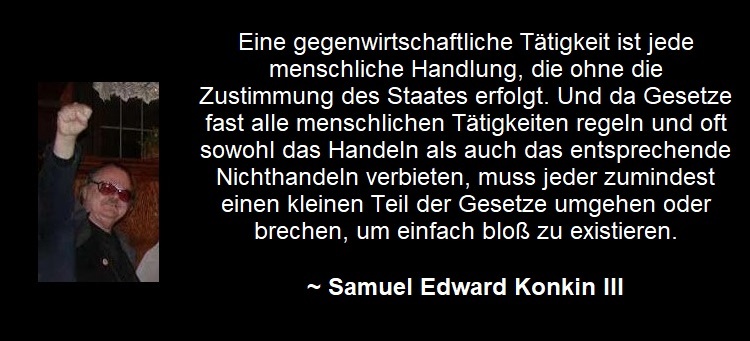 Eine gegenwirtschaftliche Tätigkeit ist jede
menschliche Handlung, die ohne die
Zustimmung des Staates erfolgt. Und da Gesetze
fast alle menschlichen Tätigkeiten regeln und oft
sowohl das Handeln als auch das entsprechende
Nichthandeln verbieten, muss jeder zumindest
einen kleinen Teil der Gesetze umgehen oder
brechen, um einfach bloß zu existieren.
~ Samuel Edward Konkin III